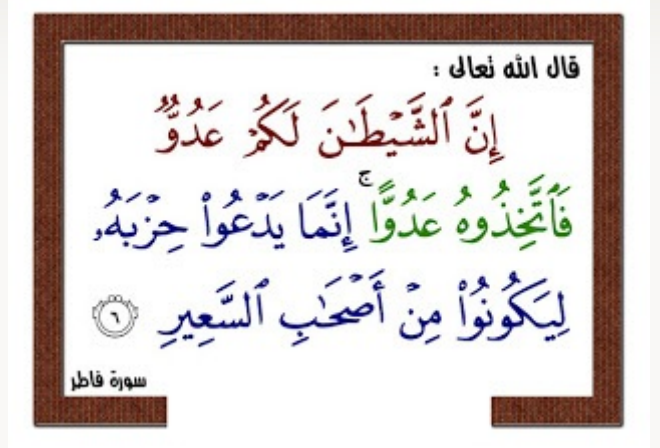 قال الله تعالى :
إِنَّ ٱلشَّيۡطَٰنَ لَكُمۡ عَدُوّٞ
فَٱتَّخِذُوهُ عَدُوًّاۚ إِنَّمَا يَدۡعُواْ حِزۡبَهُۥ
لِيَكُونُواْ مِنۡ أَصۡحَٰبِ ٱلسَّعِيرِ ٦
سورة فاطر